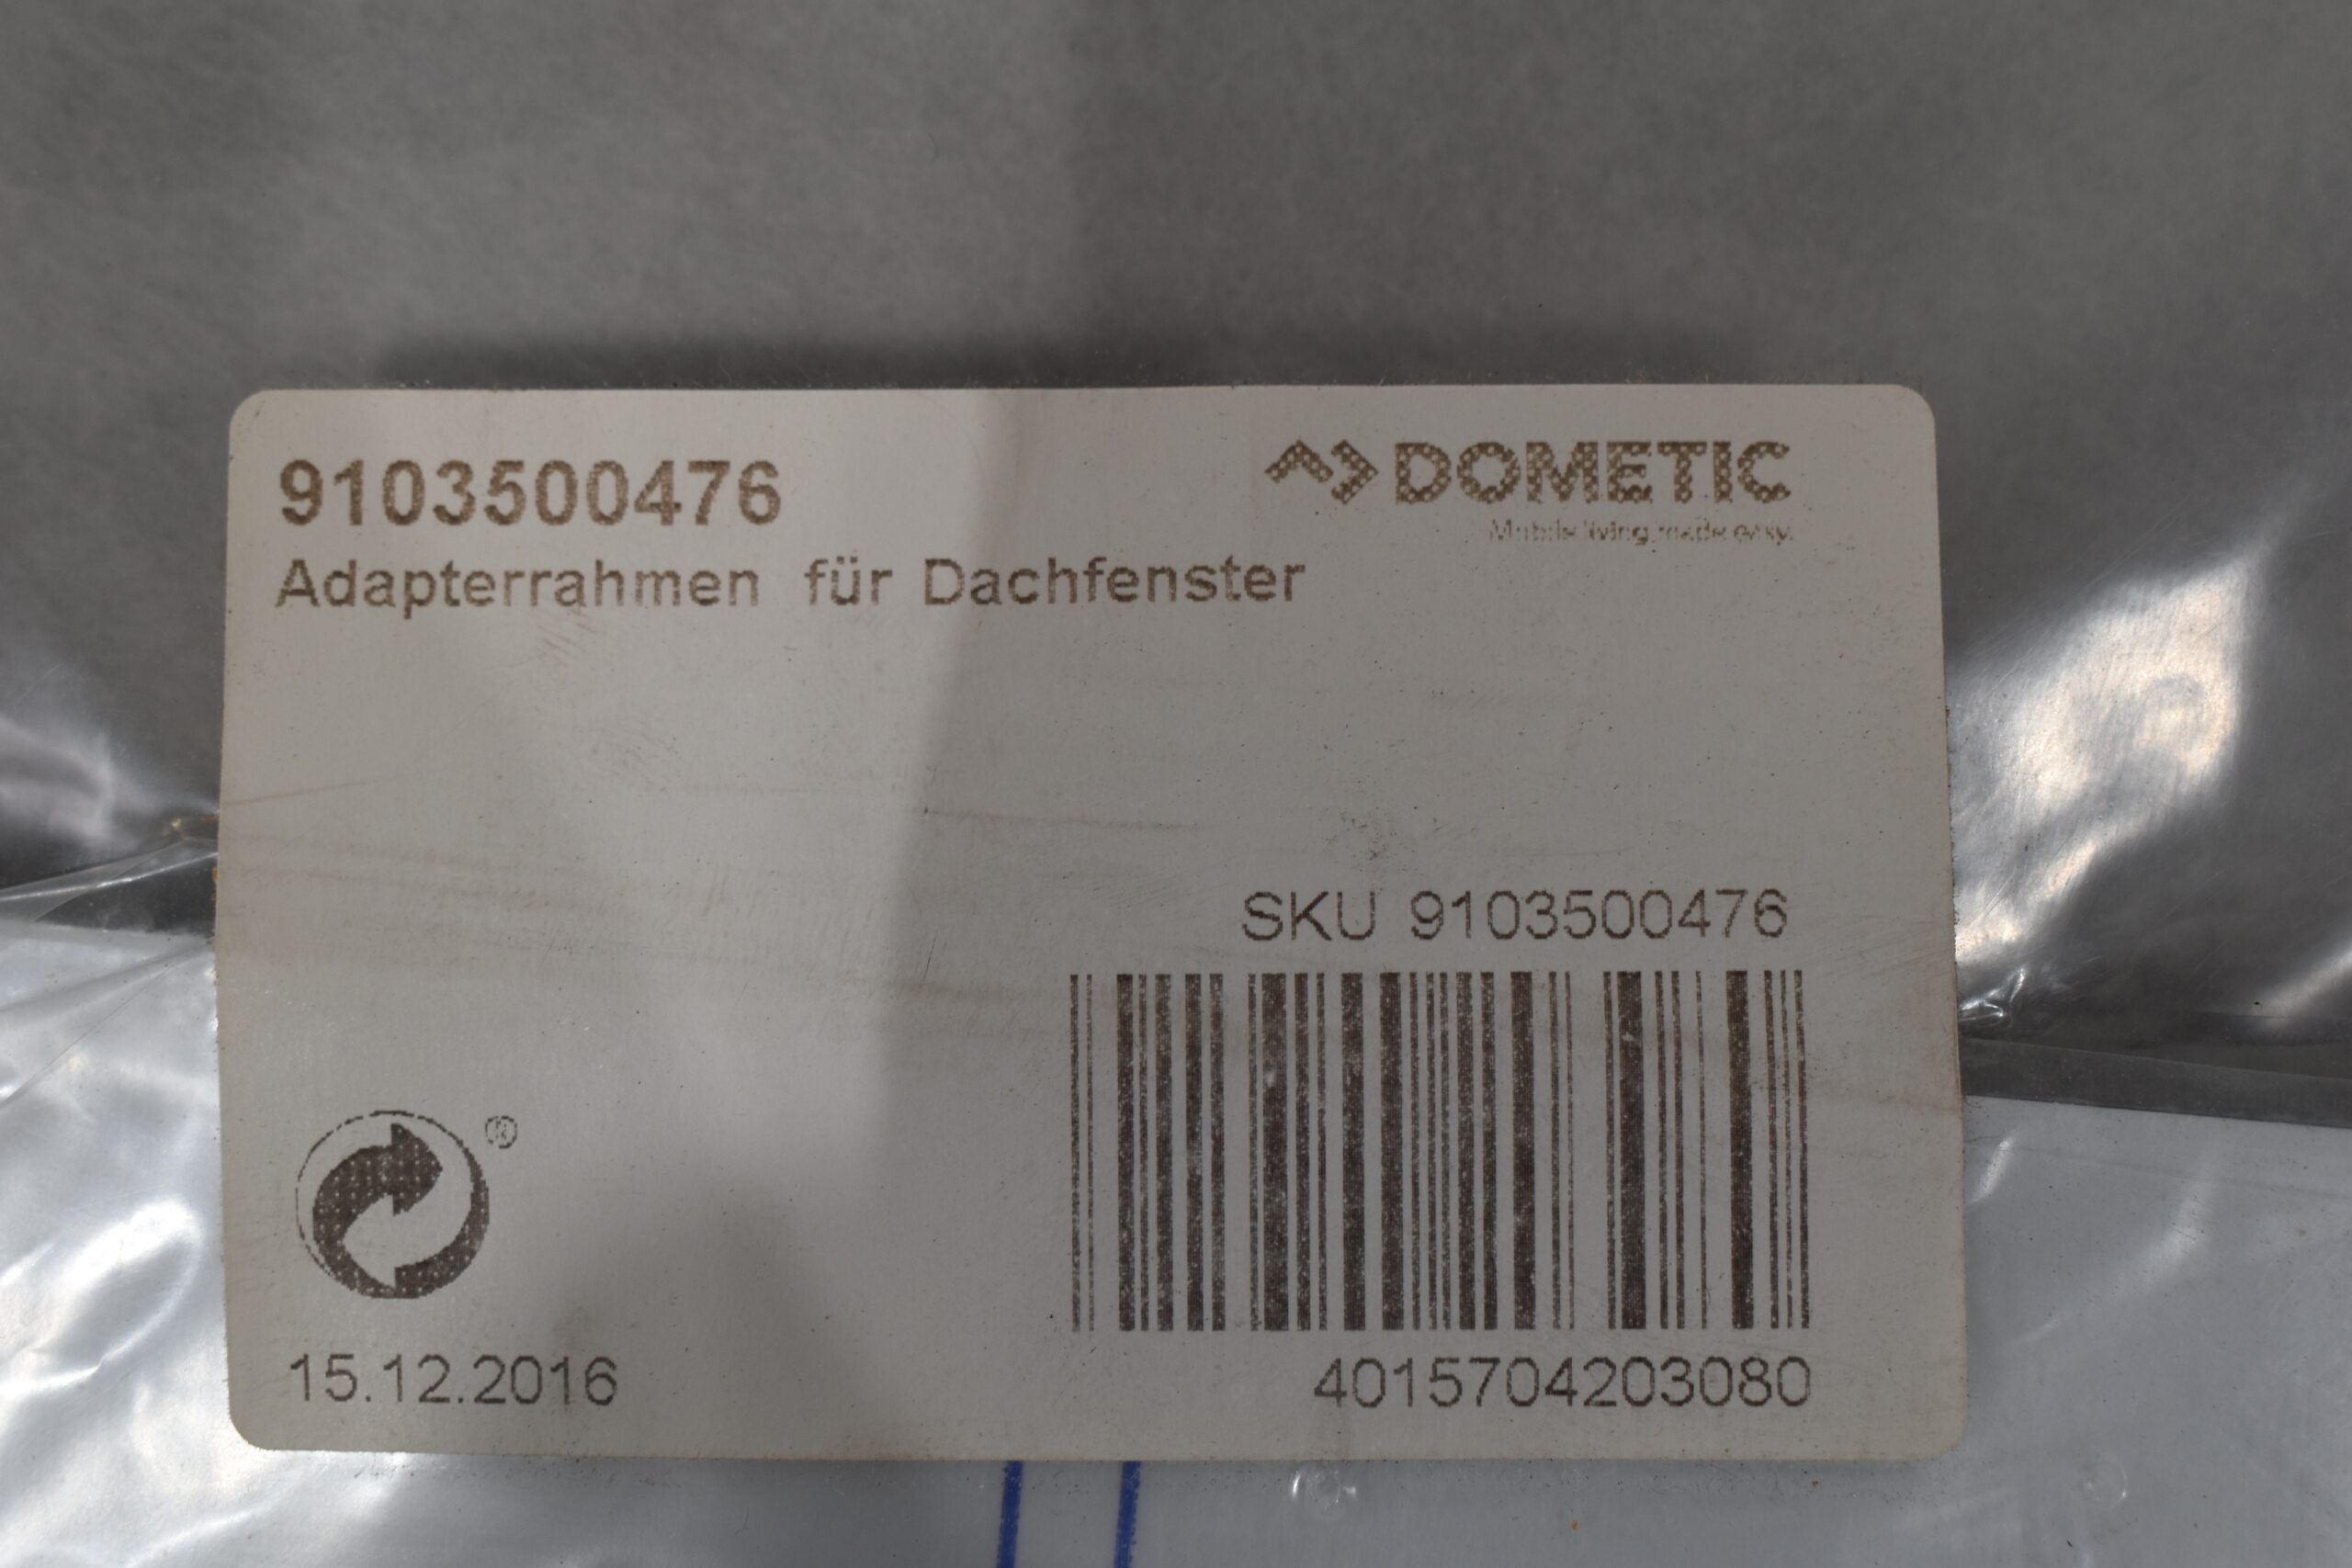 9103500476
DOMETIC
Mobile living made easy.
Adapterrahmen für Dachfenster
SKU 9103500476
®
15.12.2016
4015704203080